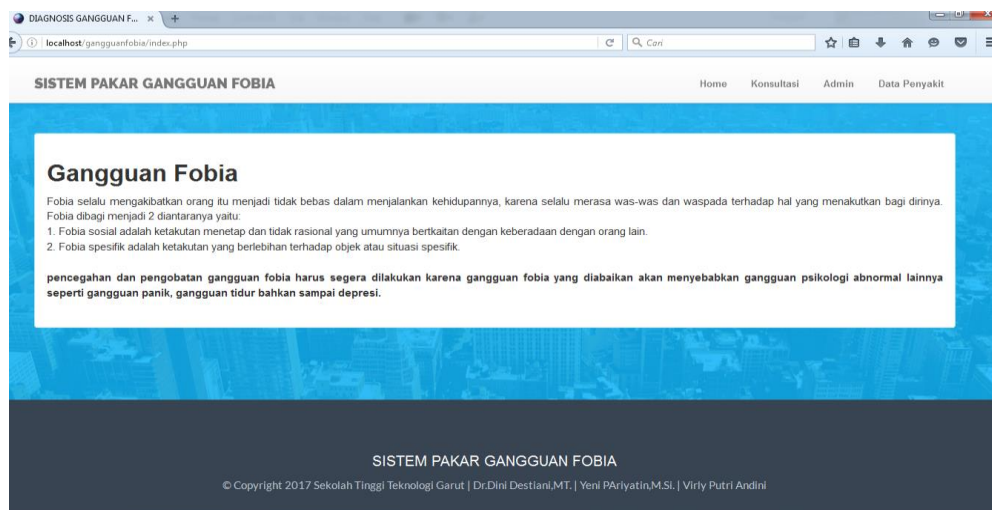 DIAGNOSIS GANGGUAN F...
localhost/gangguanfobia/index.php
Cari
SISTEM PAKAR GANGGUAN FOBIA
Home Konsultasi Admin Data Penyakit
Gangguan Fobia
Fobia selalu mengakibatkan orang itu menjadi tidak bebas dalam menjalankan kehidupannya, karena selalu merasa was-was dan waspada terhadap hal yang menakutkan bagi dirinya.
Fobia dibagi menjadi 2 diantaranya yaitu:
1. Fobia sosial adalah ketakutan menetap dan tidak rasional yang umumnya bertkaitan dengan keberadaan dengan orang lain.
2. Fobia spesifik adalah ketakutan yang berlebihan terhadap objek atau situasi spesifik.
pencegahan dan pengobatan gangguan fobia harus segera dilakukan karena gangguan fobia yang diabaikan akan menyebabkan gangguan psikologi abnormal lainnya
seperti gangguan panik, gangguan tidur bahkan sampai depresi.
SISTEM PAKAR GANGGUAN FOBIA
© Copyright 2017 Sekolah Tinggi Teknologi Garut | Dr.Dini Destiani,MT. | Yeni PAriyatin,M.Si. | Virly Putri Andini